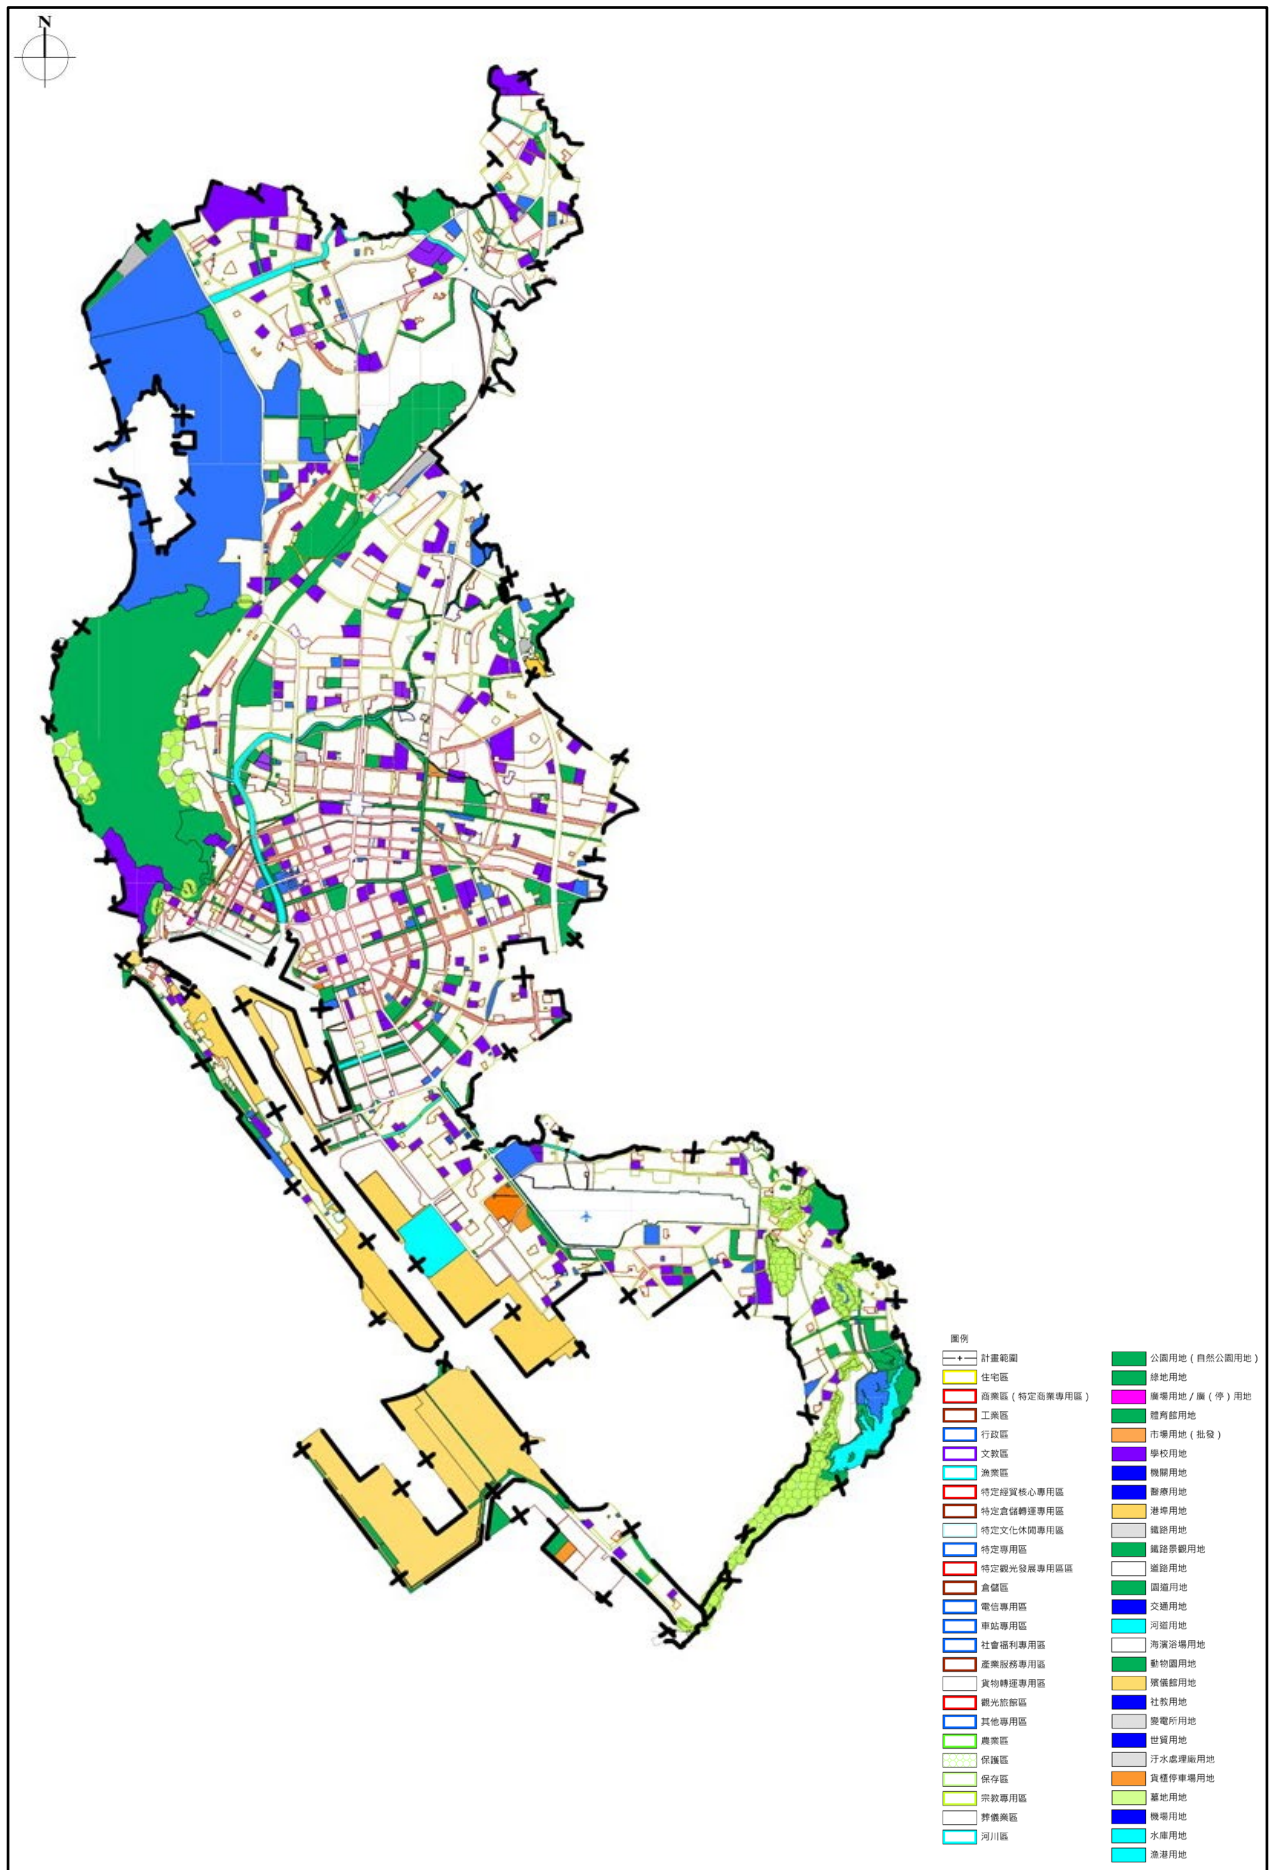 N
圖例
計畫範圍
住宅區
商業區(特定商業專用區)
工業區
行政區
文教區
漁業區
特定經貿核心專用區
特定倉儲轉運專用區
特定文化休閒專用區
特定專用區
特定觀光發展專用區區
倉儲區
電信專用區
車站專用區
社會福利專用區
產業服務專用區
貨物轉運專用區
觀光旅館區
其他專用區
農業區
保護區
保存區
宗教專用區
葬儀業區
河川區
公園用地(自然公園用地)
綠地用地
廣場用地/廣(停)用地
體育館用地
市場用地(批發)
學校用地
機關用地
醫療用地
港埠用地
鐵路用地
鐵路景觀用地
道路用地
園道用地
交通用地
河道用地
海濱浴場用地
動物園用地
殯儀館用地
社教用地
變電所用地
世貿用地
汙水處理廠用地
貨櫃停車場用地
墓地用地
機場用地
水庫用地
漁港用地